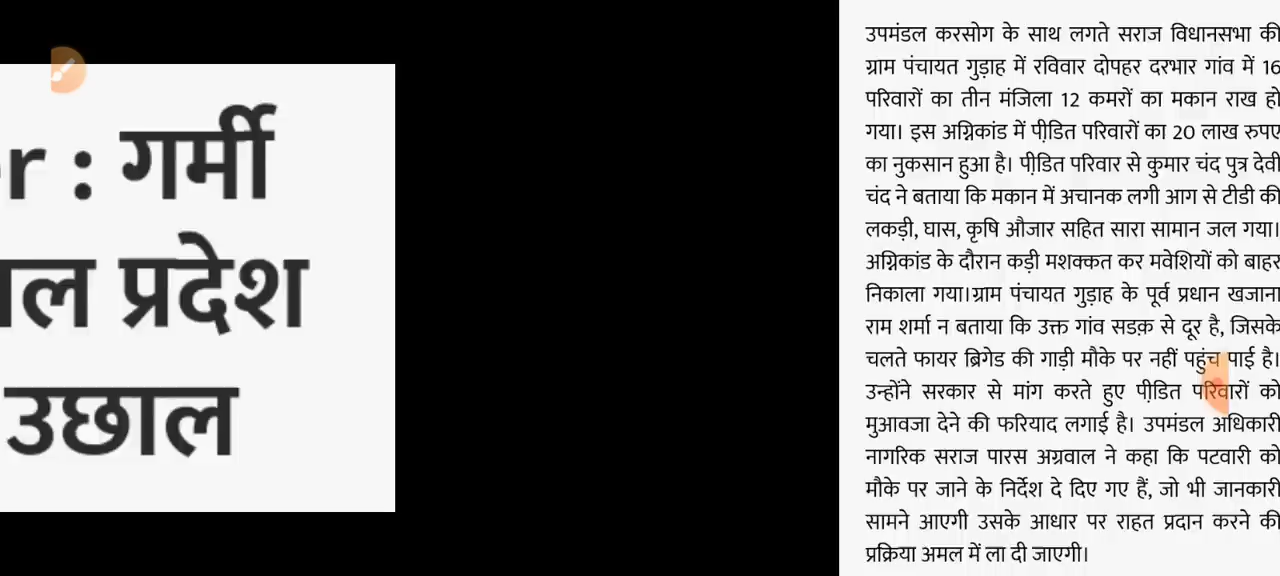 r : गर्मी
ल प्रदेश
उछाल
उपमंडल करसोग के साथ लगते सराज विधानसभा की
ग्राम पंचायत गुड़ाह में रविवार दोपहर दरभार गांव में 16
परिवारों का तीन मंजिला 12 कमरों का मकान राख हो
गया। इस अग्निकांड में पीडि़त परिवारों का 20 लाख रुपए
का नुकसान हुआ है। पीडि़त परिवार से कुमार चंद पुत्र देवी
चंद ने बताया कि मकान में अचानक लगी आग से टीडी की
लकड़ी, घास, कृषि औजार सहित सारा सामान जल गया।
अग्निकांड के दौरान कड़ी मशक्कत कर मवेशियों को बाहर
निकाला गया।ग्राम पंचायत गुड़ाह के पूर्व प्रधान खजाना
राम शर्मा न बताया कि उक्त गांव सडक़ से दूर है, जिसके
चलते फायर ब्रिगेड की गाड़ी मौके पर नहीं पहुंच पाई है।
उन्होंने सरकार से मांग करते हुए पीडि़त परिवारों को
मुआवजा देने की फरियाद लगाई है। उपमंडल अधिकारी
नागरिक सराज पारस अग्रवाल ने कहा कि पटवारी को
मौके पर जाने के निर्देश दे दिए गए हैं, जो भी जानकारी
सामने आएगी उसके आधार पर राहत प्रदान करने की
प्रक्रिया अमल में ला दी जाएगी।